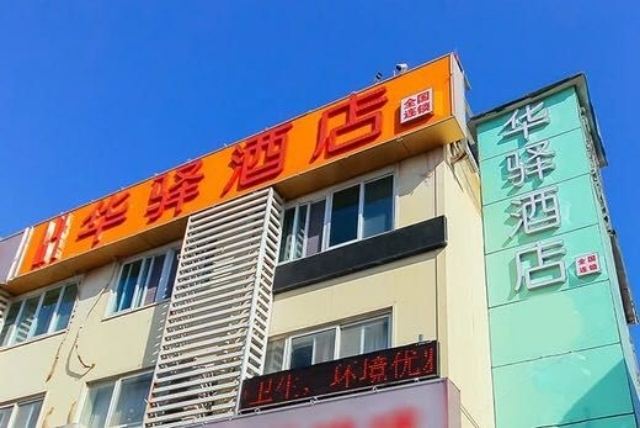 华驿酒店
全国
连锁
华驿酒店
全国
连锁
卫生、环境优